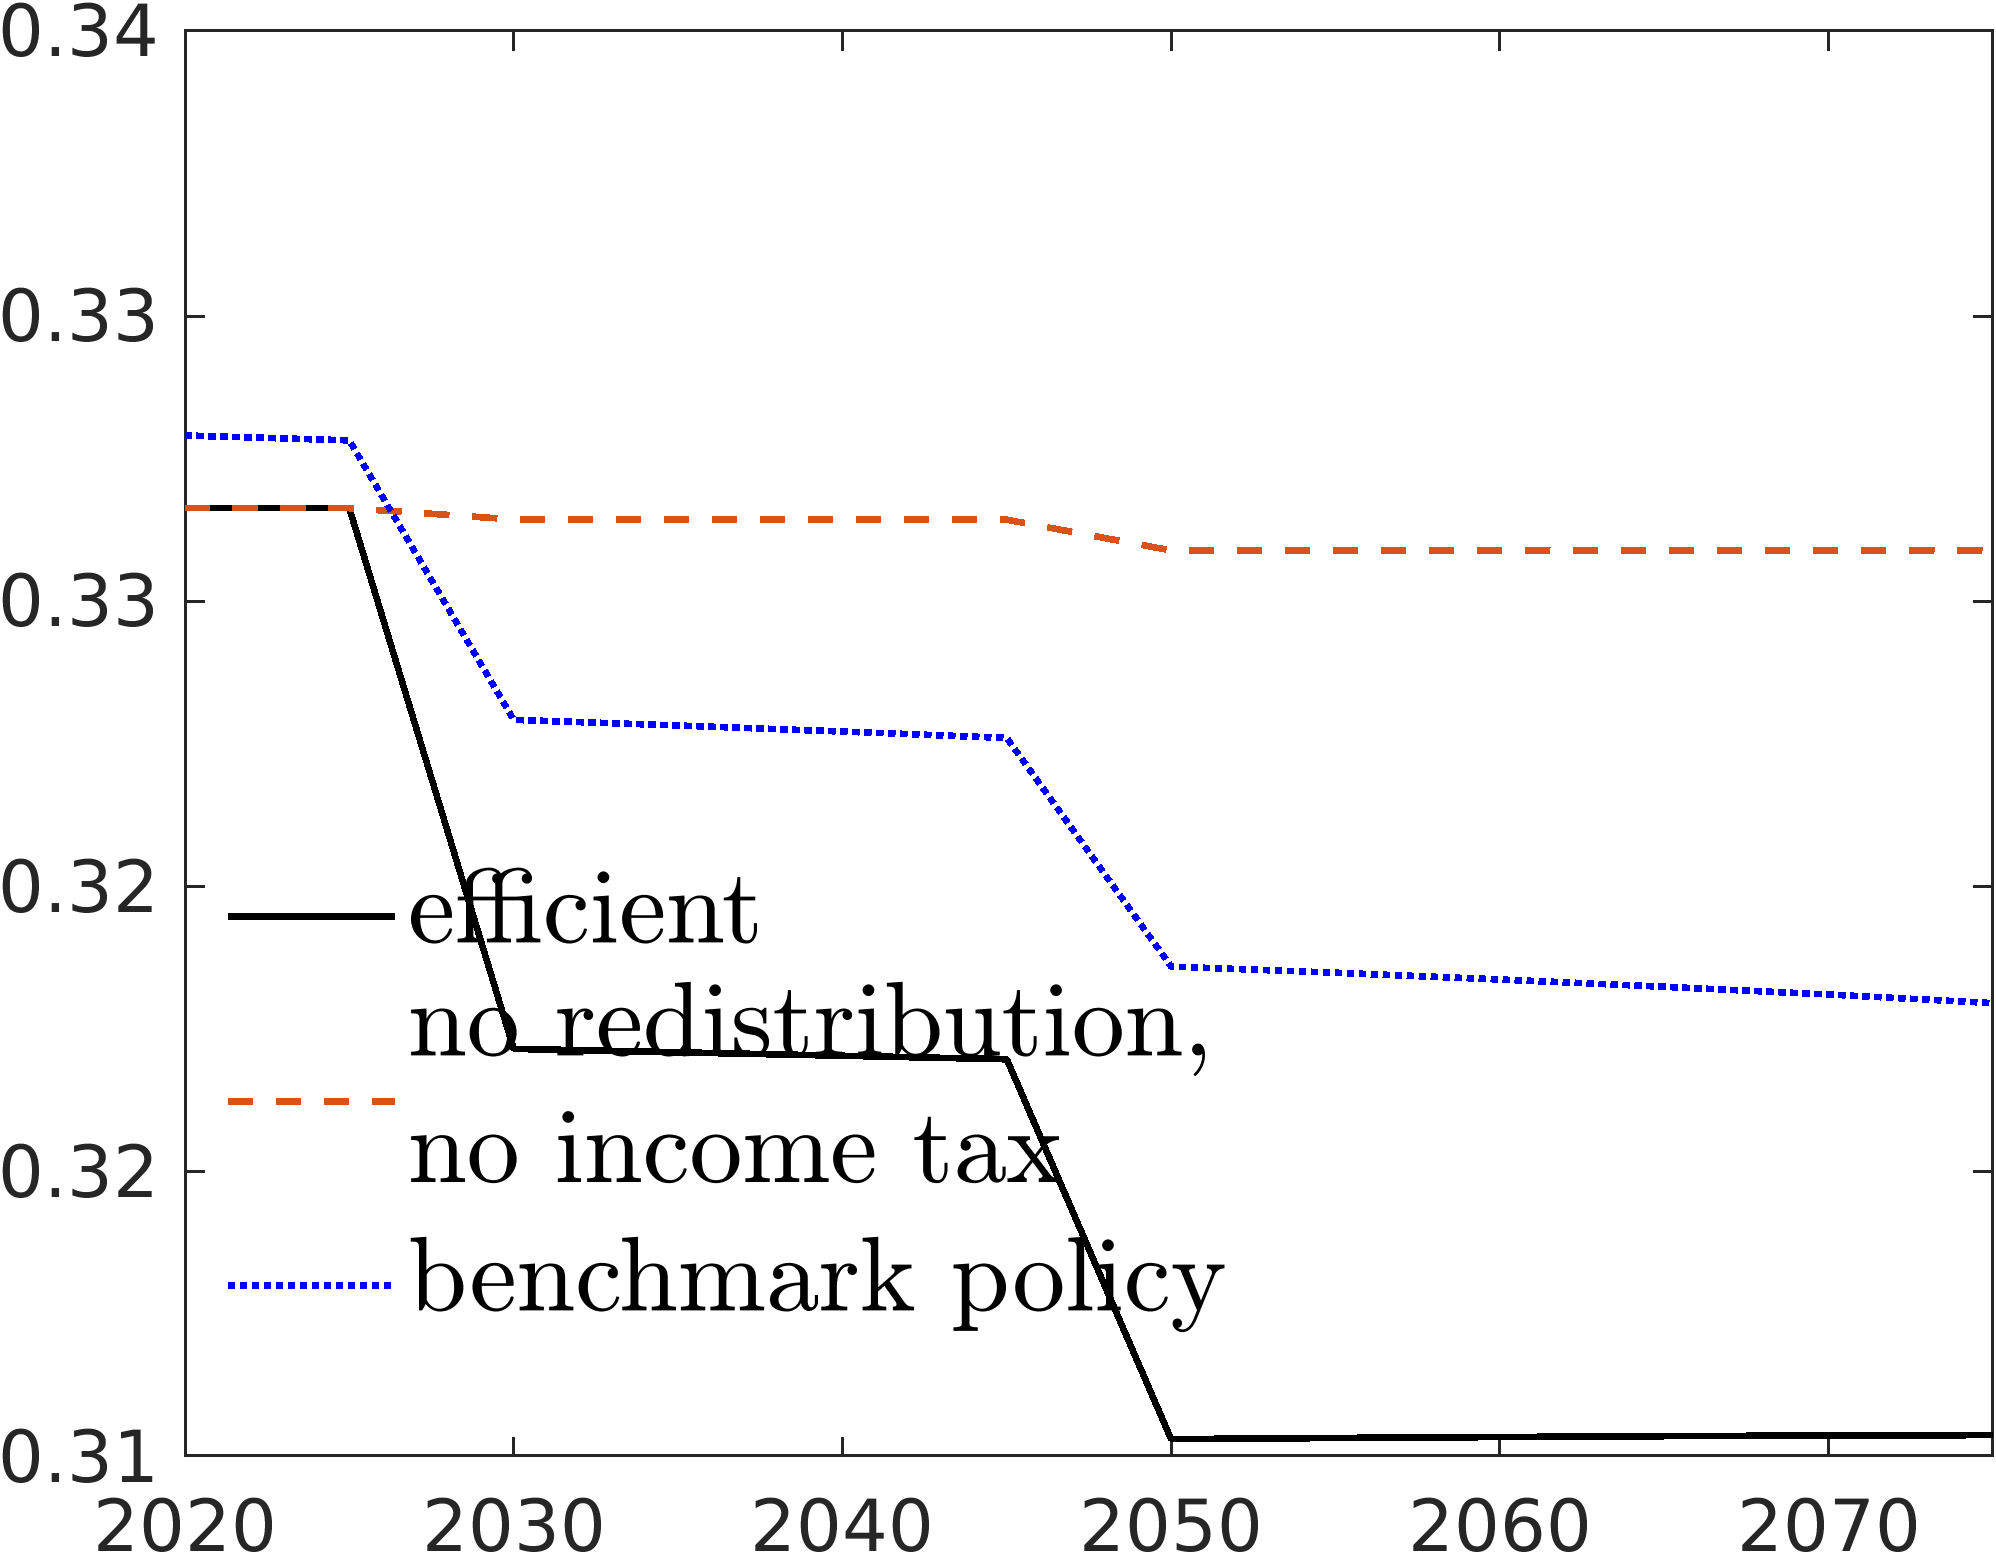 0.34
0.33
0.33
0.32
0.32
0.31
efficient
no redistribution,
no income tax
benchmark policy
2020 2030 2040 2050 2060 2070